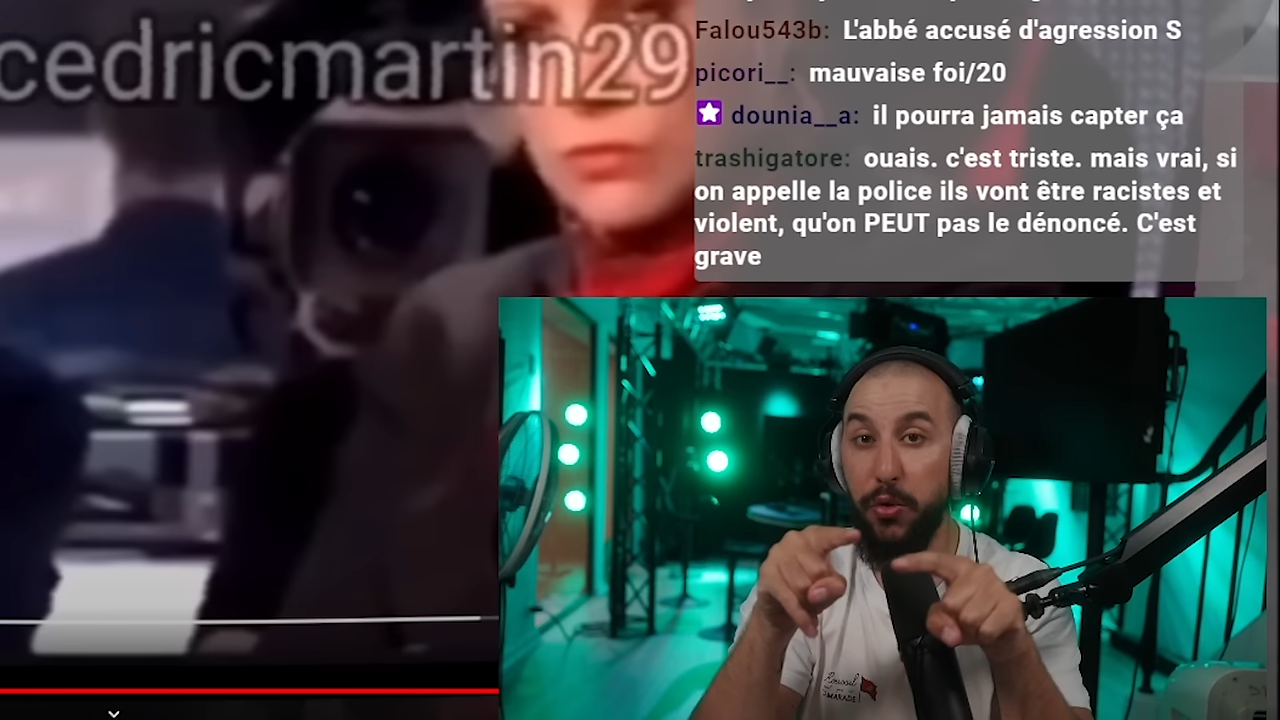 cedricmartin29
Falou543b: L'abbé accusé d'agression S
picori__: mauvaise foi/20
dounia__a: il pourra jamais capter ça
trashigatore: ouais. c'est triste. mais vrai, si
on appelle la police ils vont être racistes et
violent, qu'on PEUT pas le dénoncé. C'est
grave